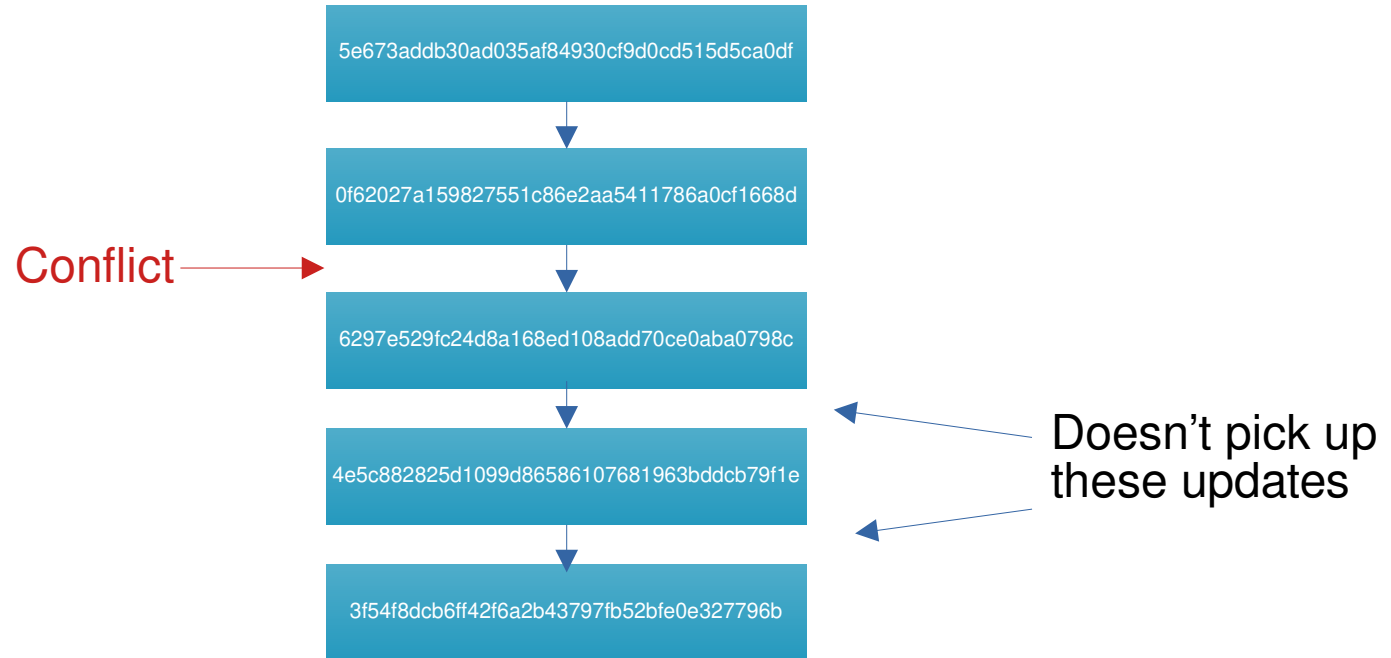 5e673addb30ad035af84930cf9d0cd515d5ca0df
0f62027a159827551c86e2aa5411786a0cf1668d
Conflict
6297e529fc24d8a168ed108add70ce0aba0798c
Doesn’t pick up
these updates
4e5c882825d1099d86586107681963bddcb79f1e
3f54f8dcb6ff42f6a2b43797fb52bfe0e327796b